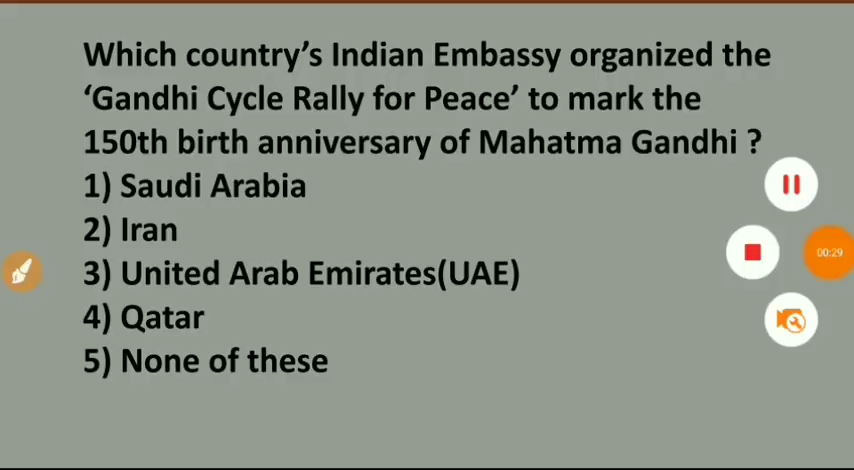 Which country’s Indian Embassy organized the
‘Gandhi Cycle Rally for Peace’ to mark the
150th birth anniversary of Mahatma Gandhi ?
1) Saudi Arabia
2) Iran
3) United Arab Emirates(UAE)
4) Qatar
5) None of these
00:29